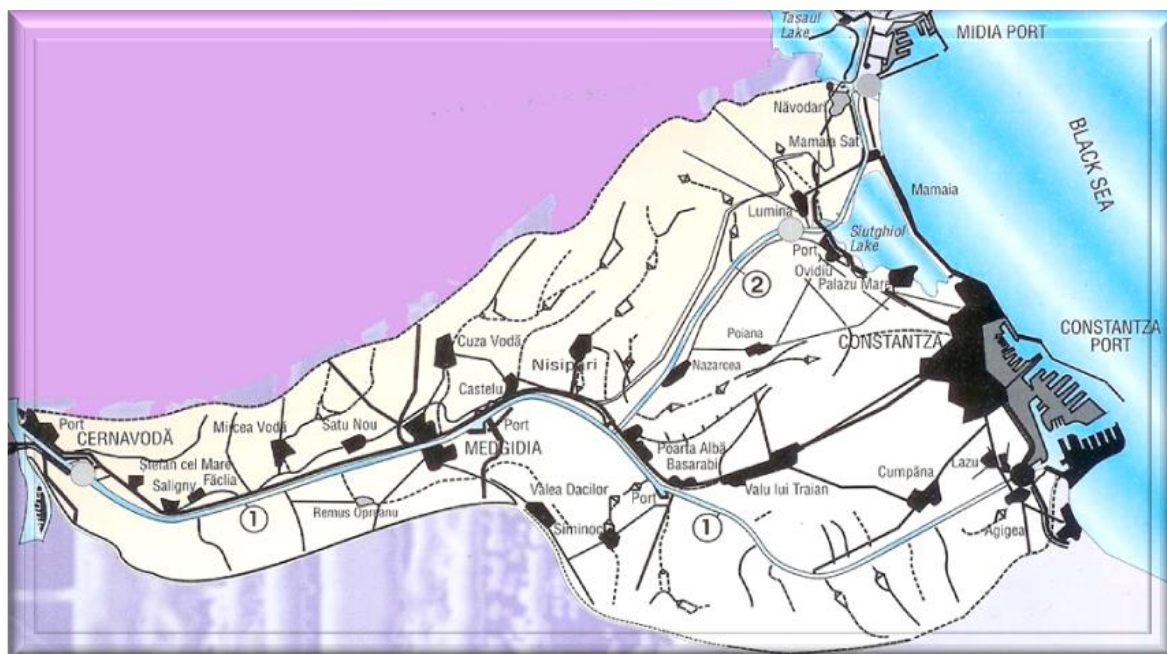 Tasaul
Lake
MIDIA PORT
Năvodari
BLACK SEA
Mamaia Sat
Mamaia
Lumina
Siutghiol
Lake
Port
Ovidiu
Palazu Mare
②
CONSTANTZA
PORT
Poiana
CONSTANTZA
Cuza Vodă
Nisipari
Nazarcea
Castelu
Port
CERNAVODĂ
Mircea Vodă
Satu Nou
Port
MEDGIDIA
Poarta Albă
Basarabi
Ștefan cel Mare
Făclia
Saligny
Cumpăna
Lazu
Valu lui Traian
Valea Dacilor
Port
①
Remus Opreanu
Siminoc
①
Agigea